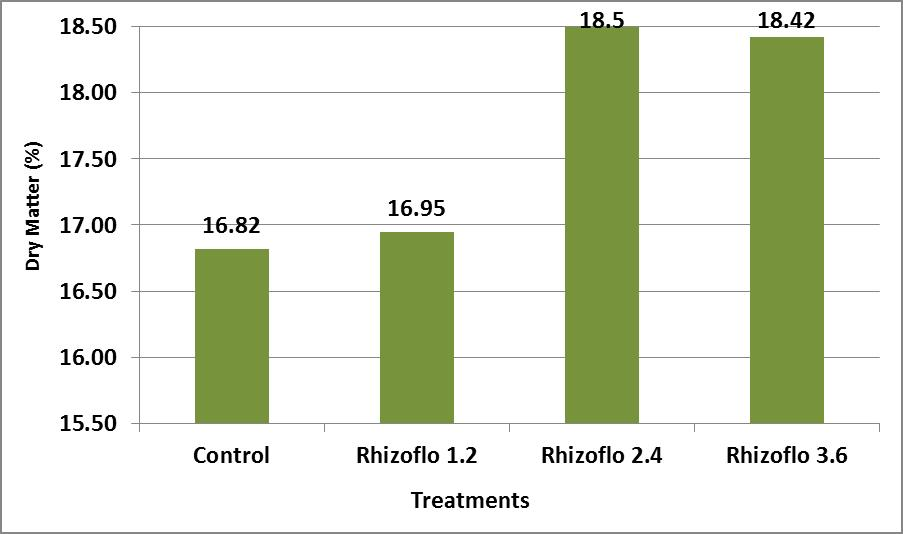 18.50
18.00
17.50
17.00
16.50
16.00
15.50
Dry Matter (%)
16.82
16.95
18.5
18.42
Control
Rhizoflo 1.2
Rhizoflo 2.4
Rhizoflo 3.6
Treatments